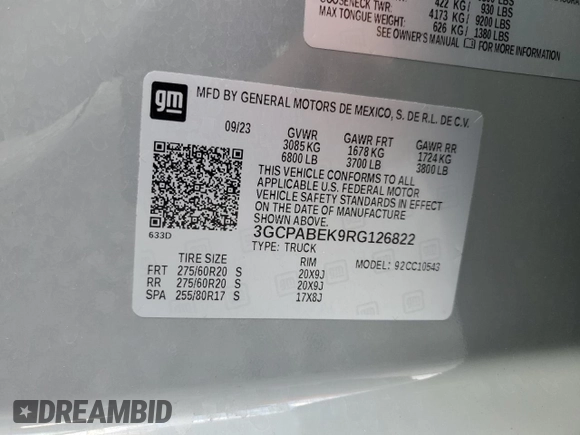 422 KG/ 930 LBS
GOOSENECK TWR: 4173 KG/ 9200 LBS
MAX TONGUE WEIGHT: 626 KG/ 1380 LBS
SEE OWNER'S MANUAL FOR MORE INFORMATION
gm
MFD BY GENERAL MOTORS DE MEXICO, S. DE R.L. DE C.V.
09/23 GVWR GAWR FRT GAWR RR
3085 KG 1678 KG 1724 KG
6800 LB 3700 LB 3800 LB
THIS VEHICLE CONFORMS TO ALL
APPLICABLE U.S. FEDERAL MOTOR
VEHICLE SAFETY STANDARDS IN EFFECT
ON THE DATE OF MANUFACTURE
SHOWN ABOVE.
633D
3GCPABEK9RG126822
TYPE: TRUCK
TIRE SIZE RIM MODEL: 92CC10543
FRT 275/60R20 S 20X9J
RR 275/60R20 S 20X9J
SPA 255/80R17 S 17X8J
DREAMBID